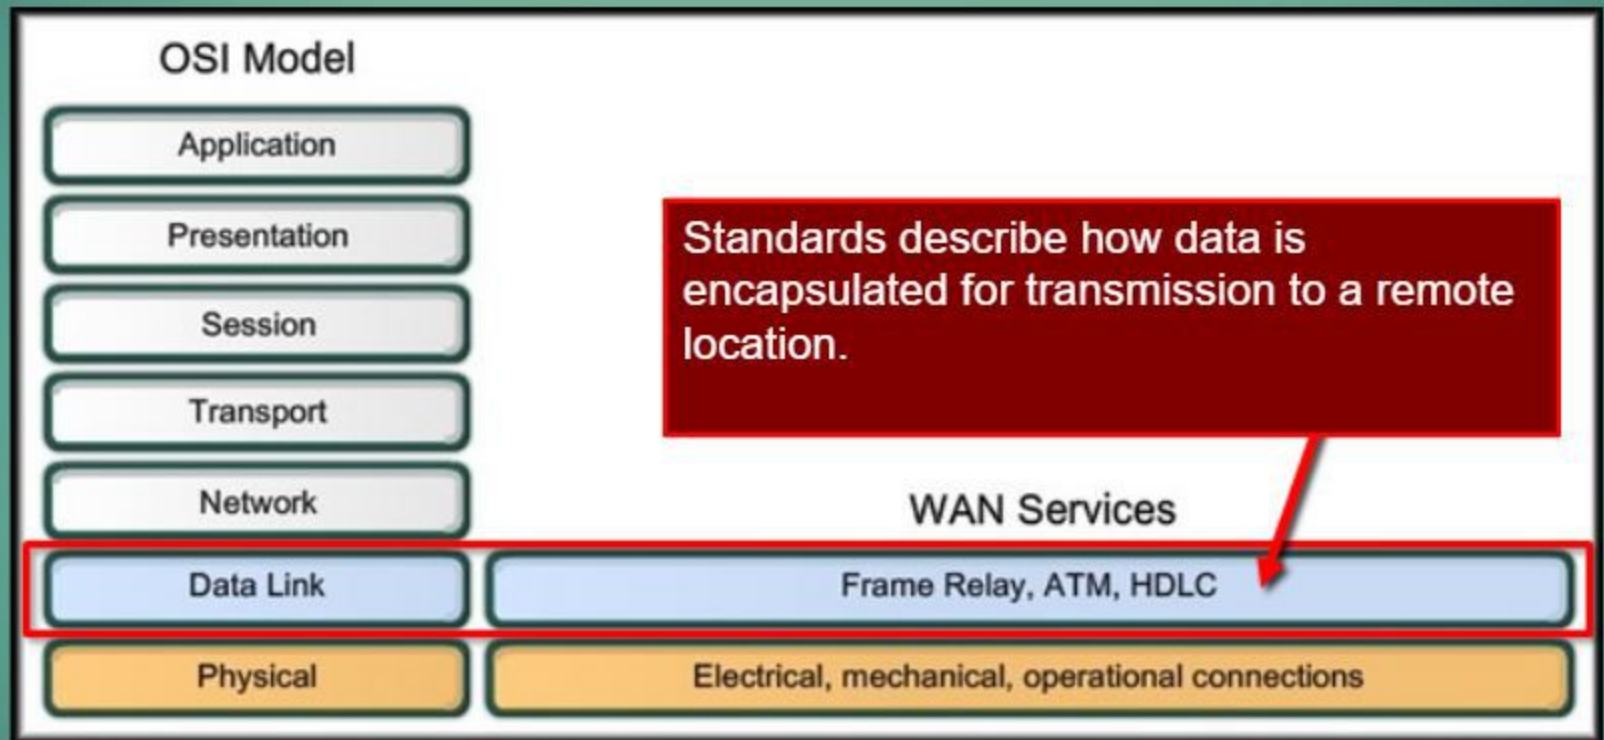 OSI Model
Application
Presentation
Session
Transport
Network
Data Link
Physical
Standards describe how data is
encapsulated for transmission to a remote
location.
WAN Services
Frame Relay, ATM, HDLC
Electrical, mechanical, operational connections